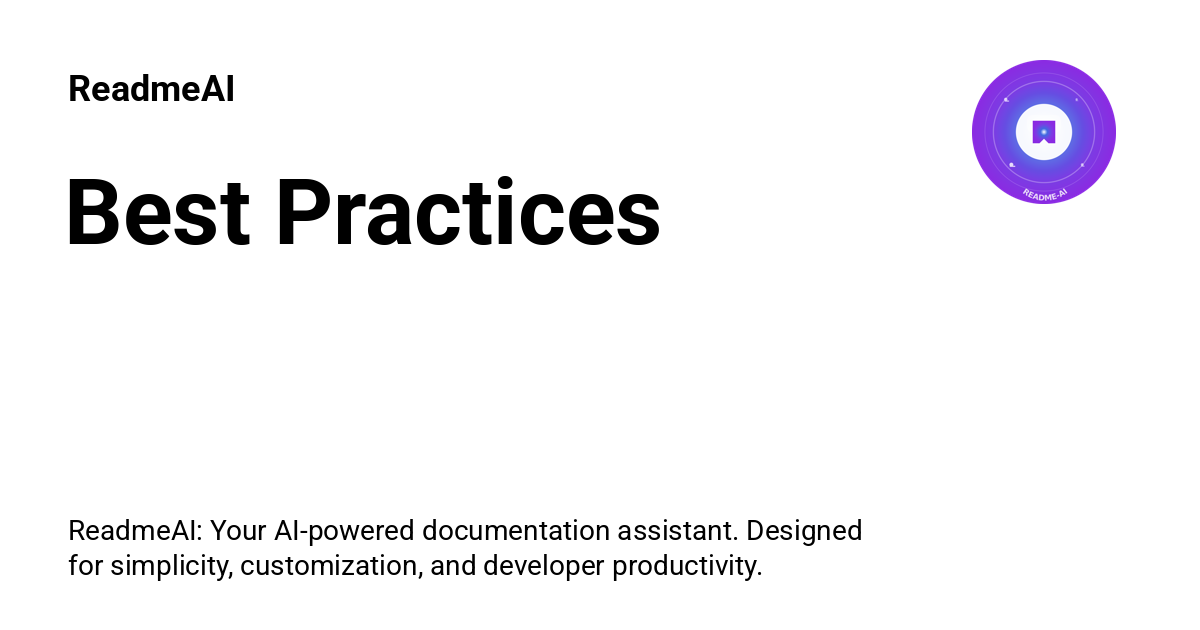 ReadmeAI
Best Practices
README-AI
ReadmeAI: Your AI-powered documentation assistant. Designed
for simplicity, customization, and developer productivity.